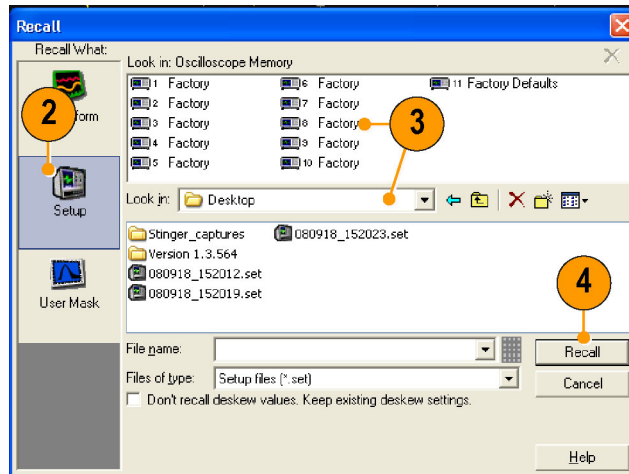 Recall
Recall What:
Look in: Oscilloscope Memory
1 Factory
2 Factory
3 Factory
4 Factory
5 Factory
6 Factory
7 Factory
8 Factory
9 Factory
10 Factory
11 Factory Defaults
2
form
3
Setup
User Mask
Look in: Desktop
Stinger_captures
Version 1.3.564
080918_152012.set
080918_152019.set
080918_152023.set
4
File name:
Recall
Files of type: Setup files (*.set)
Cancel
Don't recall deskew values. Keep existing deskew settings.
Help